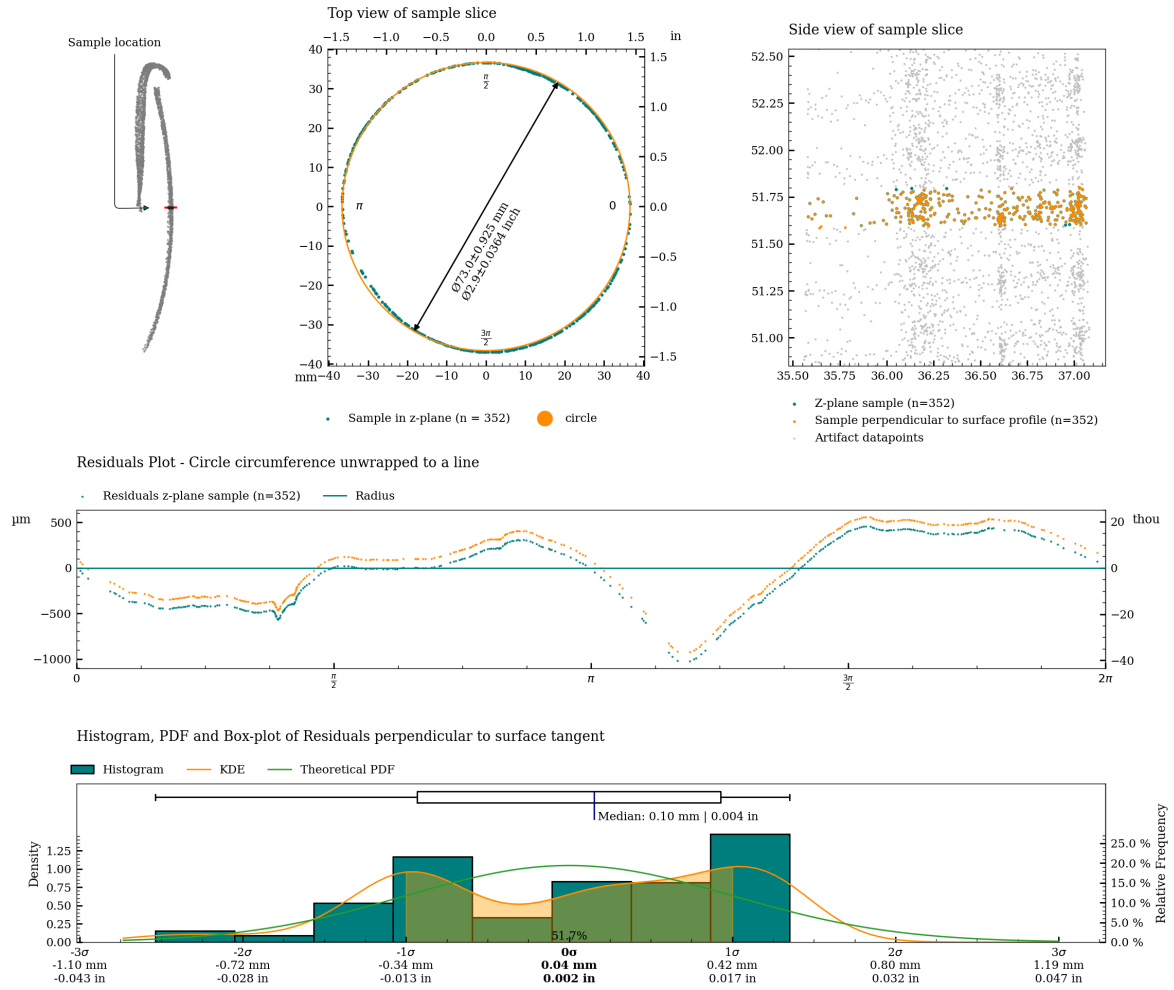 Sample location
Top view of sample slice
−1.5 −1.0 −0.5 0.0 0.5 1.0 1.5 in
40
30
20
10
0
−10
−20
−30
−40
1.5
1.0
0.5
0.0
−0.5
−1.0
−1.5
π/2
π
0
3π/2
Ø73.0±0.925 mm
Ø2.9±0.0364 inch
mm −40 −30 −20 −10 0 10 20 30 40
Sample in z-plane (n = 352) circle
Side view of sample slice
52.50
52.25
52.00
51.75
51.50
51.25
51.00
35.50 35.75 36.00 36.25 36.50 36.75 37.00
Z-plane sample (n=352)
Sample perpendicular to surface profile (n=352)
Artifact datapoints
Residuals Plot - Circle circumference unwrapped to a line
Residuals z-plane sample (n=352) Radius
µm
500
0
−500
−1000
thou
20
0
−20
−40
0 π/2 π 3π/2 2π
Histogram, PDF and Box-plot of Residuals perpendicular to surface tangent
Histogram KDE Theoretical PDF
Median: 0.10 mm | 0.004 in
Density
1.25
1.00
0.75
0.50
0.25
0.00
Relative Frequency
25.0 %
20.0 %
15.0 %
10.0 %
5.0 %
0.0 %
51.7%
-3σ -2σ -1σ 0σ 1σ 2σ 3σ
-1.10 mm -0.72 mm -0.34 mm 0.04 mm 0.42 mm 0.80 mm 1.19 mm
-0.043 in -0.028 in -0.013 in 0.002 in 0.017 in 0.032 in 0.047 in